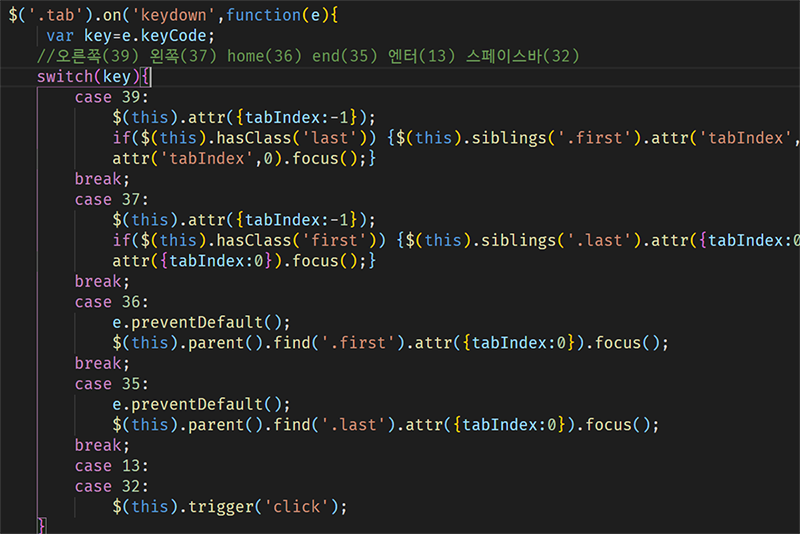 $('.tab').on('keydown',function(e){
var key=e.keyCode;
//오른쪽(39) 왼쪽(37) home(36) end(35) 엔터(13) 스페이스바(32)
switch(key){
case 39:
$(this).attr({tabIndex:-1});
if($(this).hasClass('last')) {$(this).siblings('.first').attr('tabIndex',
attr('tabIndex',0).focus();}
break;
case 37:
$(this).attr({tabIndex:-1});
if($(this).hasClass('first')) {$(this).siblings('.last').attr({tabIndex:0
attr({tabIndex:0}).focus();}
break;
case 36:
e.preventDefault();
$(this).parent().find('.first').attr({tabIndex:0}).focus();
break;
case 35:
e.preventDefault();
$(this).parent().find('.last').attr({tabIndex:0}).focus();
break;
case 13:
case 32:
$(this).trigger('click');
}